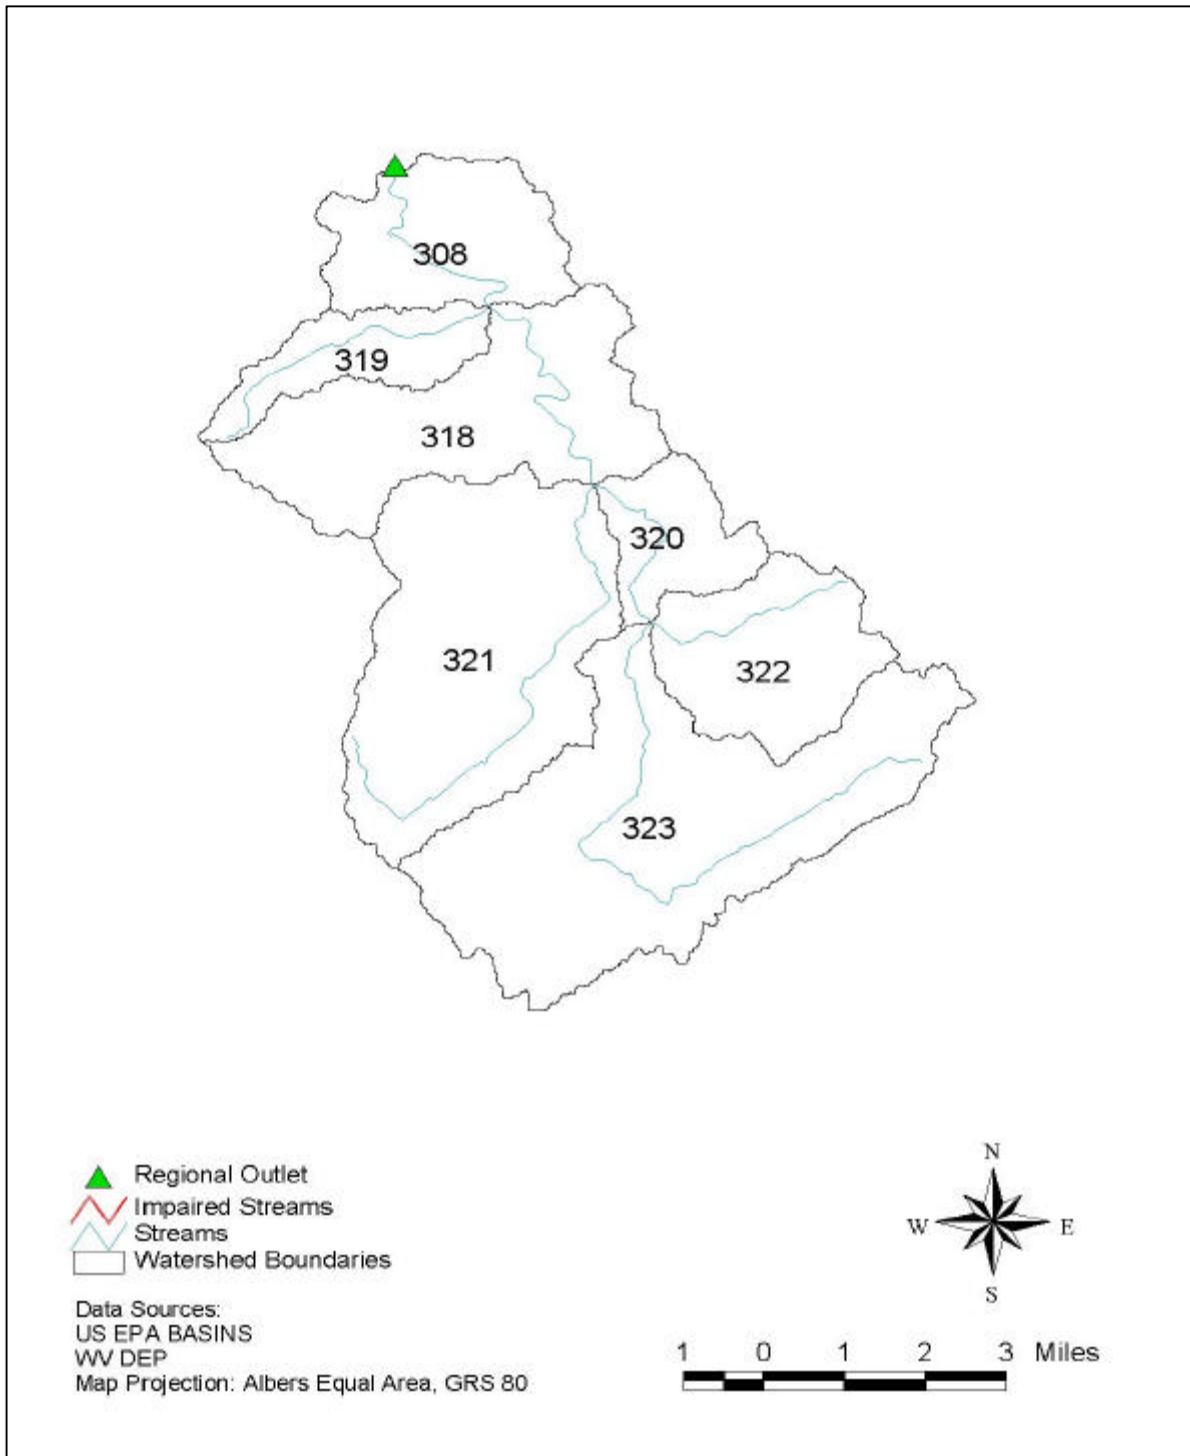 308
319
318
320
321
322
323
Regional Outlet
Impaired Streams
Streams
Watershed Boundaries
Data Sources:
US EPA BASINS
WV DEP
Map Projection: Albers Equal Area, GRS 80
N
W E
S
1 0 1 2 3 Miles